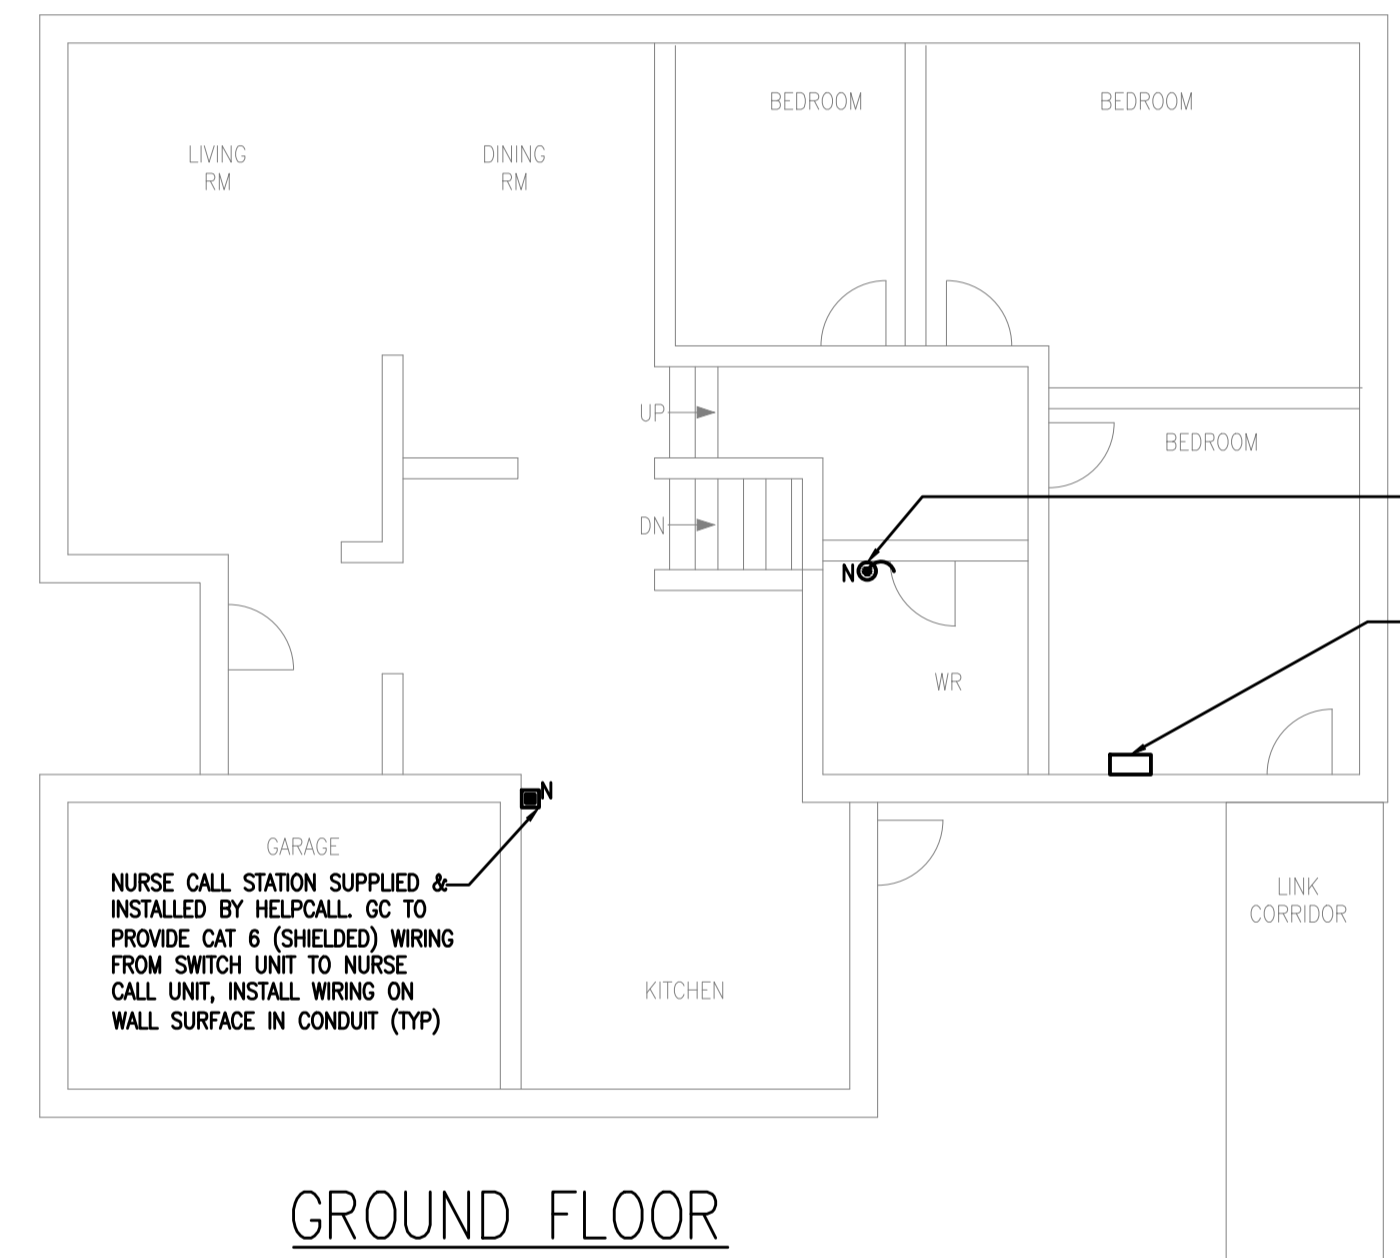 BEDROOM
BEDROOM
LIVING
RM
DINING
RM
UP
BEDROOM
DN
N
WR
N
GARAGE
NURSE CALL STATION SUPPLIED &
INSTALLED BY HELPCALL. GC TO
PROVIDE CAT 6 (SHIELDED) WIRING
FROM SWITCH UNIT TO NURSE
CALL UNIT, INSTALL WIRING ON
WALL SURFACE IN CONDUIT (TYP)
LINK
CORRIDOR
KITCHEN
GROUND FLOOR